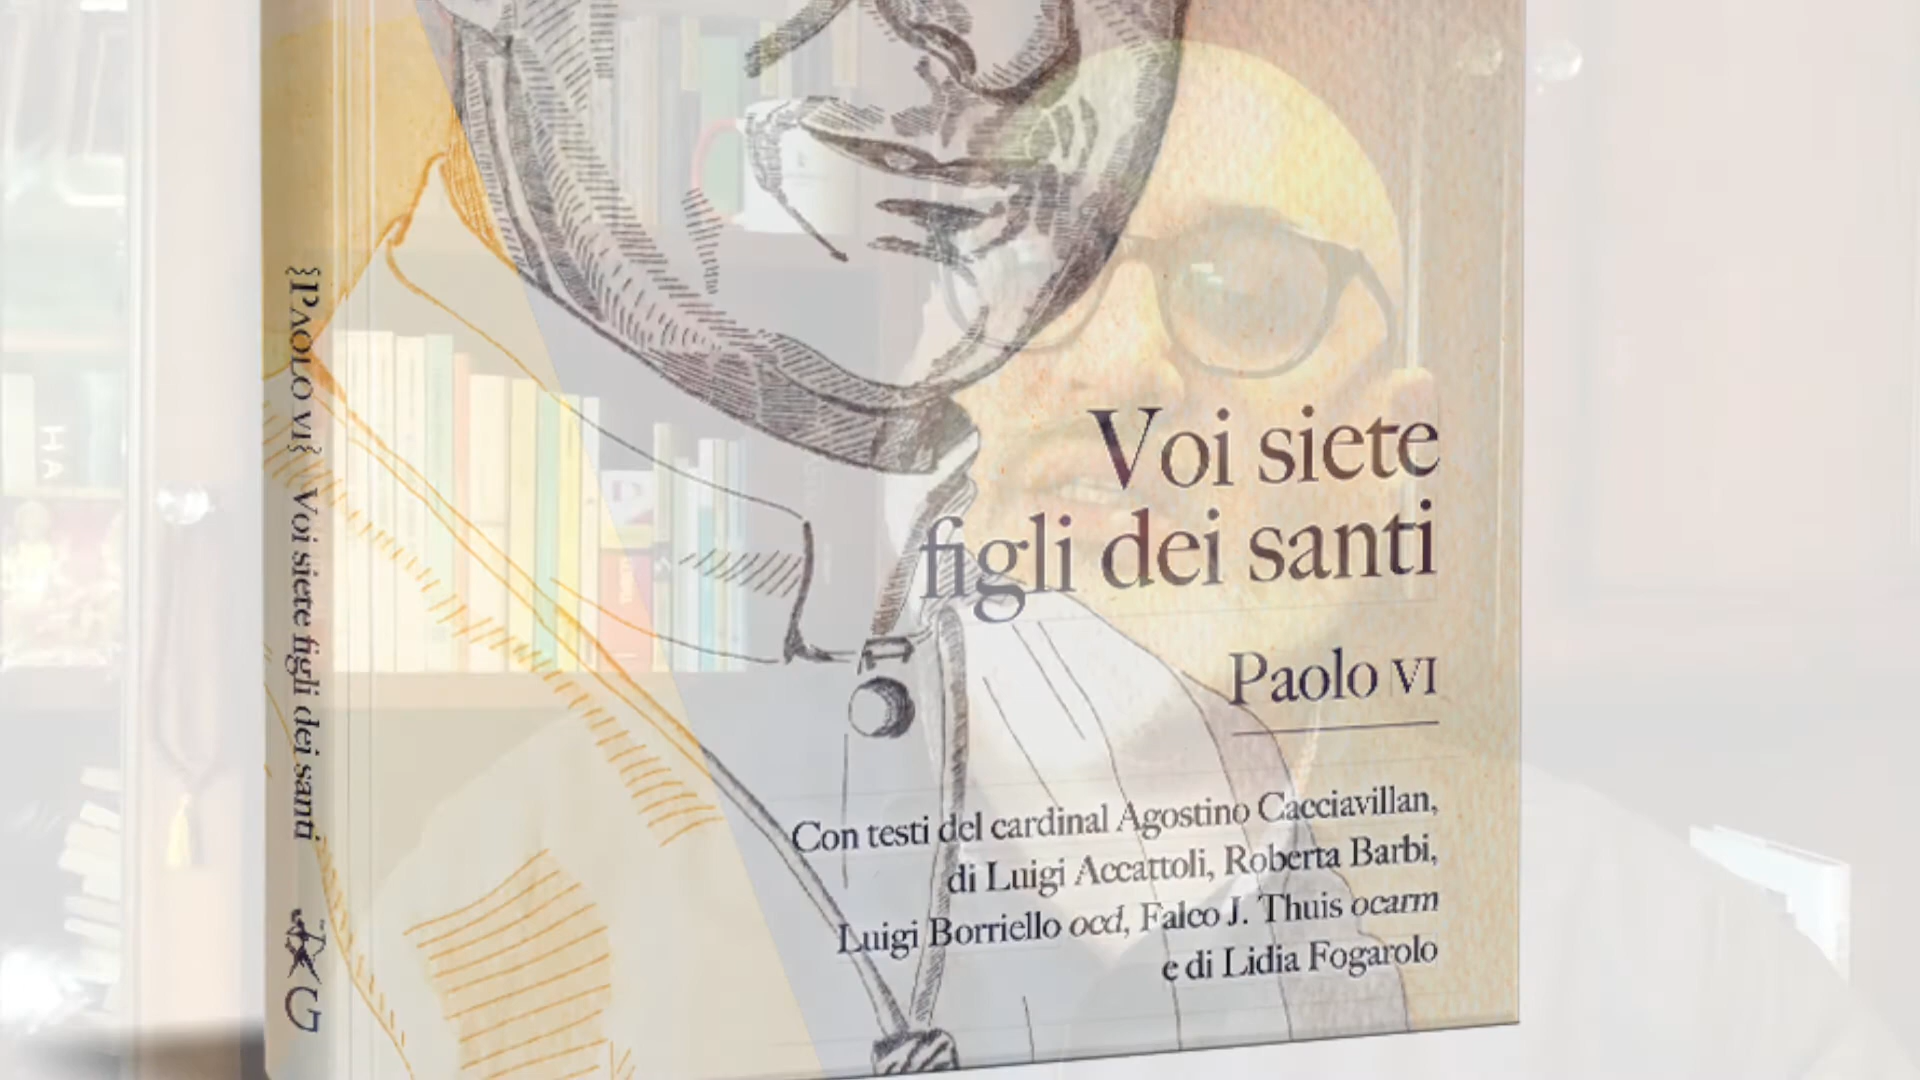 {PAOLO VI} Voi siete figli dei santi
Voi siete
figli dei santi
Paolo VI
Con testi del cardinal Agostino Cacciavillan,
di Luigi Accattoli, Roberta Barbi,
Luigi Borriello ocd, Falco J. Thuis ocarm
e di Lidia Fogarolo
HA